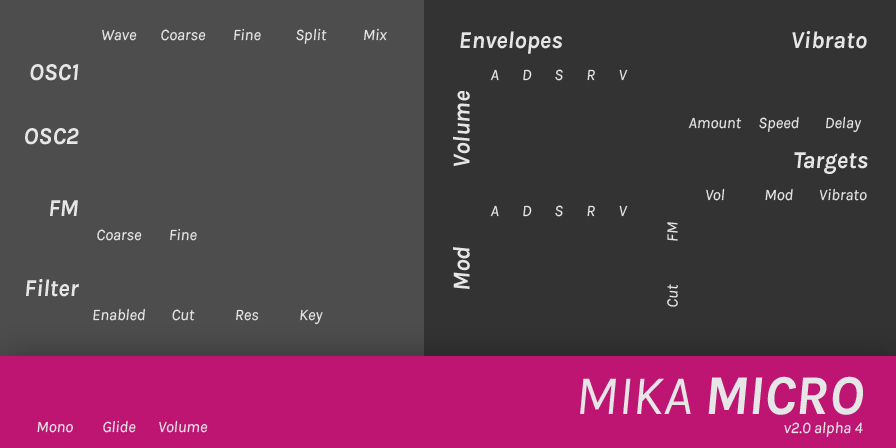 Wave Coarse Fine Split Mix
OSC1
OSC2
FM
Coarse Fine
Filter
Enabled Cut Res Key
Envelopes
A D S R V
Volume
A D S R V
Mod
Vibrato
Amount Speed Delay
Targets
Vol Mod Vibrato
FM
Cut
Mono Glide Volume
MIKA MICRO
v2.0 alpha 4